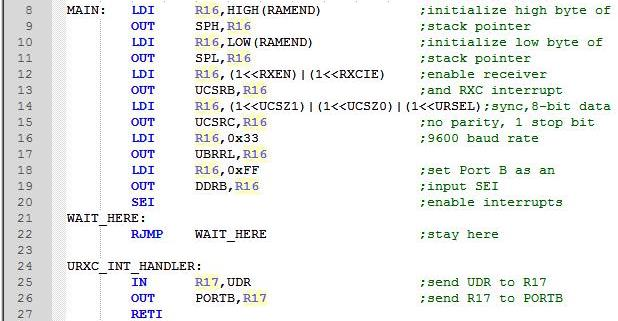 8 MAIN: LDI R16,HIGH(RAMEND) ;initialize high byte of
9 OUT SPH,R16 ;stack pointer
10 LDI R16,LOW(RAMEND) ;initialize low byte of
11 OUT SPL,R16 ;stack pointer
12 LDI R16,(1<<RXEN)|(1<<RXCIE) ;enable receiver
13 OUT UCSRB,R16 ;and RXC interrupt
14 LDI R16,(1<<UCSZ1)|(1<<UCSZ0)|(1<<URSEL);sync,8-bit data
15 OUT UCSRC,R16 ;no parity, 1 stop bit
16 LDI R16,0x33 ;9600 baud rate
17 OUT UBRRL,R16
18 LDI R16,0xFF ;set Port B as an
19 OUT DDRB,R16 ;input SEI
20 SEI ;enable interrupts
21 WAIT_HERE:
22 RJMP WAIT_HERE ;stay here
23
24 URXC_INT_HANDLER:
25 IN R17,UDR ;send UDR to R17
26 OUT PORTB,R17 ;send R17 to PORTB
27 RETI